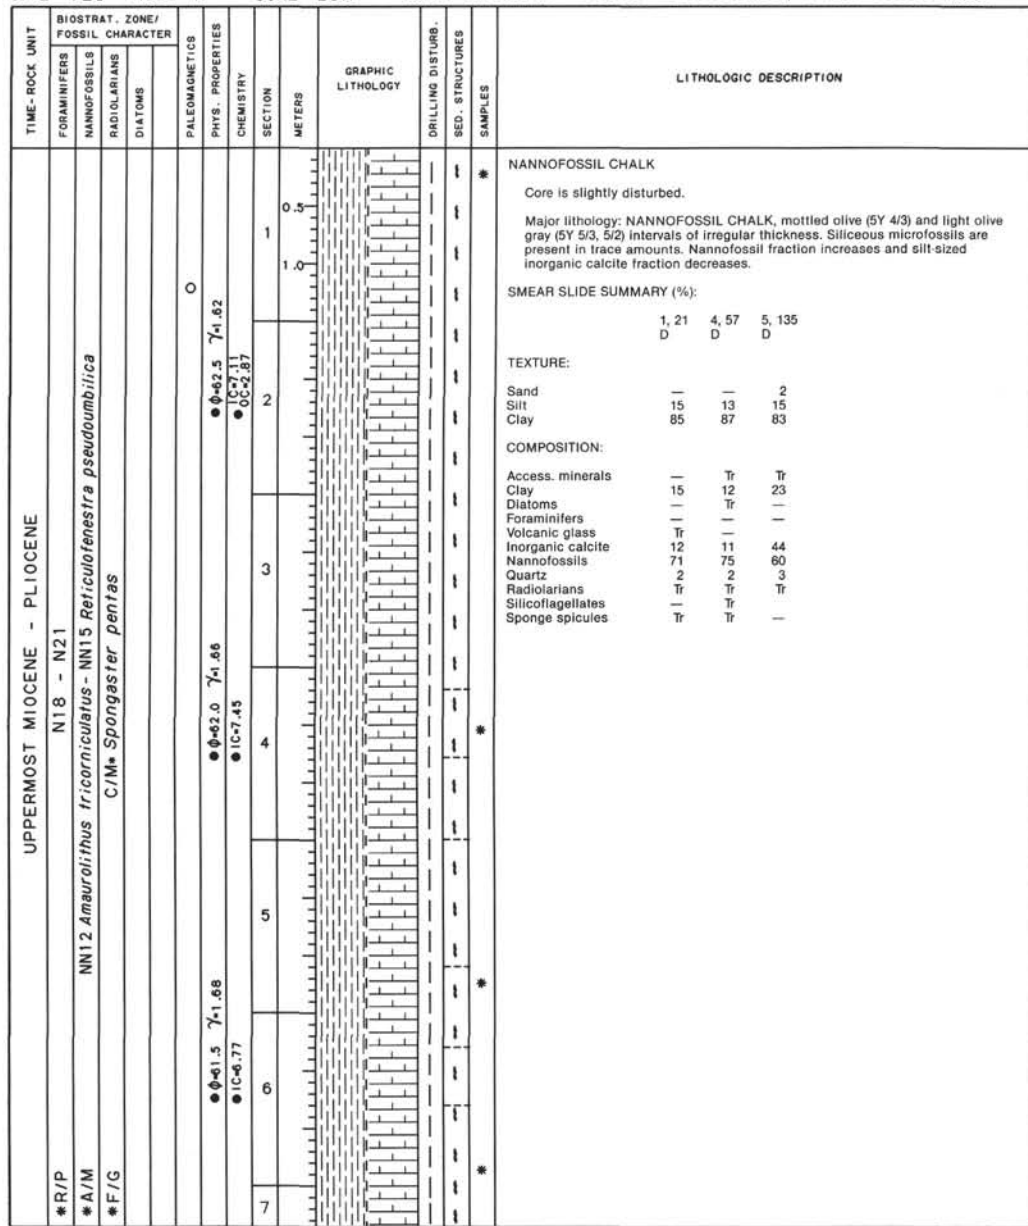 TIME-ROCK UNIT
BIOSTRAT. ZONE/
FOSSIL CHARACTER
FORAMINIFERS
NANNOFOSSILS
RADIOLARIANS
DIATOMS
PALEOMAGNETICS
PHYS. PROPERTIES
CHEMISTRY
SECTION
METERS
GRAPHIC
LITHOLOGY
DRILLING DISTURB.
SED. STRUCTURES
SAMPLES
LITHOLOGIC DESCRIPTION
UPPERMOST MIOCENE - PLIOCENE
N18 - N21
*R/P
NN12 Amaurolithus tricorniculatus - NN15 Reticulofenestra pseudoumbilica
*A/M
C/M* Spongaster pentas
*F/G
O
●Φ=62.5 γ=1.62
●Φ=62.0 γ=1.66
●Φ=61.5 γ=1.68
IC=7.11
●OC=2.87
●IC=7.45
●IC=6.77
1
2
3
4
5
6
7
0.5
1.0
*
*
*
*
NANNOFOSSIL CHALK
Core is slightly disturbed.
Major lithology: NANNOFOSSIL CHALK, mottled olive (5Y 4/3) and light olive
gray (5Y 5/3, 5/2) intervals of irregular thickness. Siliceous microfossils are
present in trace amounts. Nannofossil fraction increases and silt-sized
inorganic calcite fraction decreases.
SMEAR SLIDE SUMMARY (%):
1, 21 4, 57 5, 135
D D D
TEXTURE:
Sand — — 2
Silt 15 13 15
Clay 85 87 83
COMPOSITION:
Access. minerals — Tr Tr
Clay 15 12 23
Diatoms — Tr —
Foraminifers — — —
Volcanic glass Tr —
Inorganic calcite 12 11 44
Nannofossils 71 75 60
Quartz 2 2 3
Radiolarians Tr Tr Tr
Silicoflagellates — Tr
Sponge spicules Tr Tr —